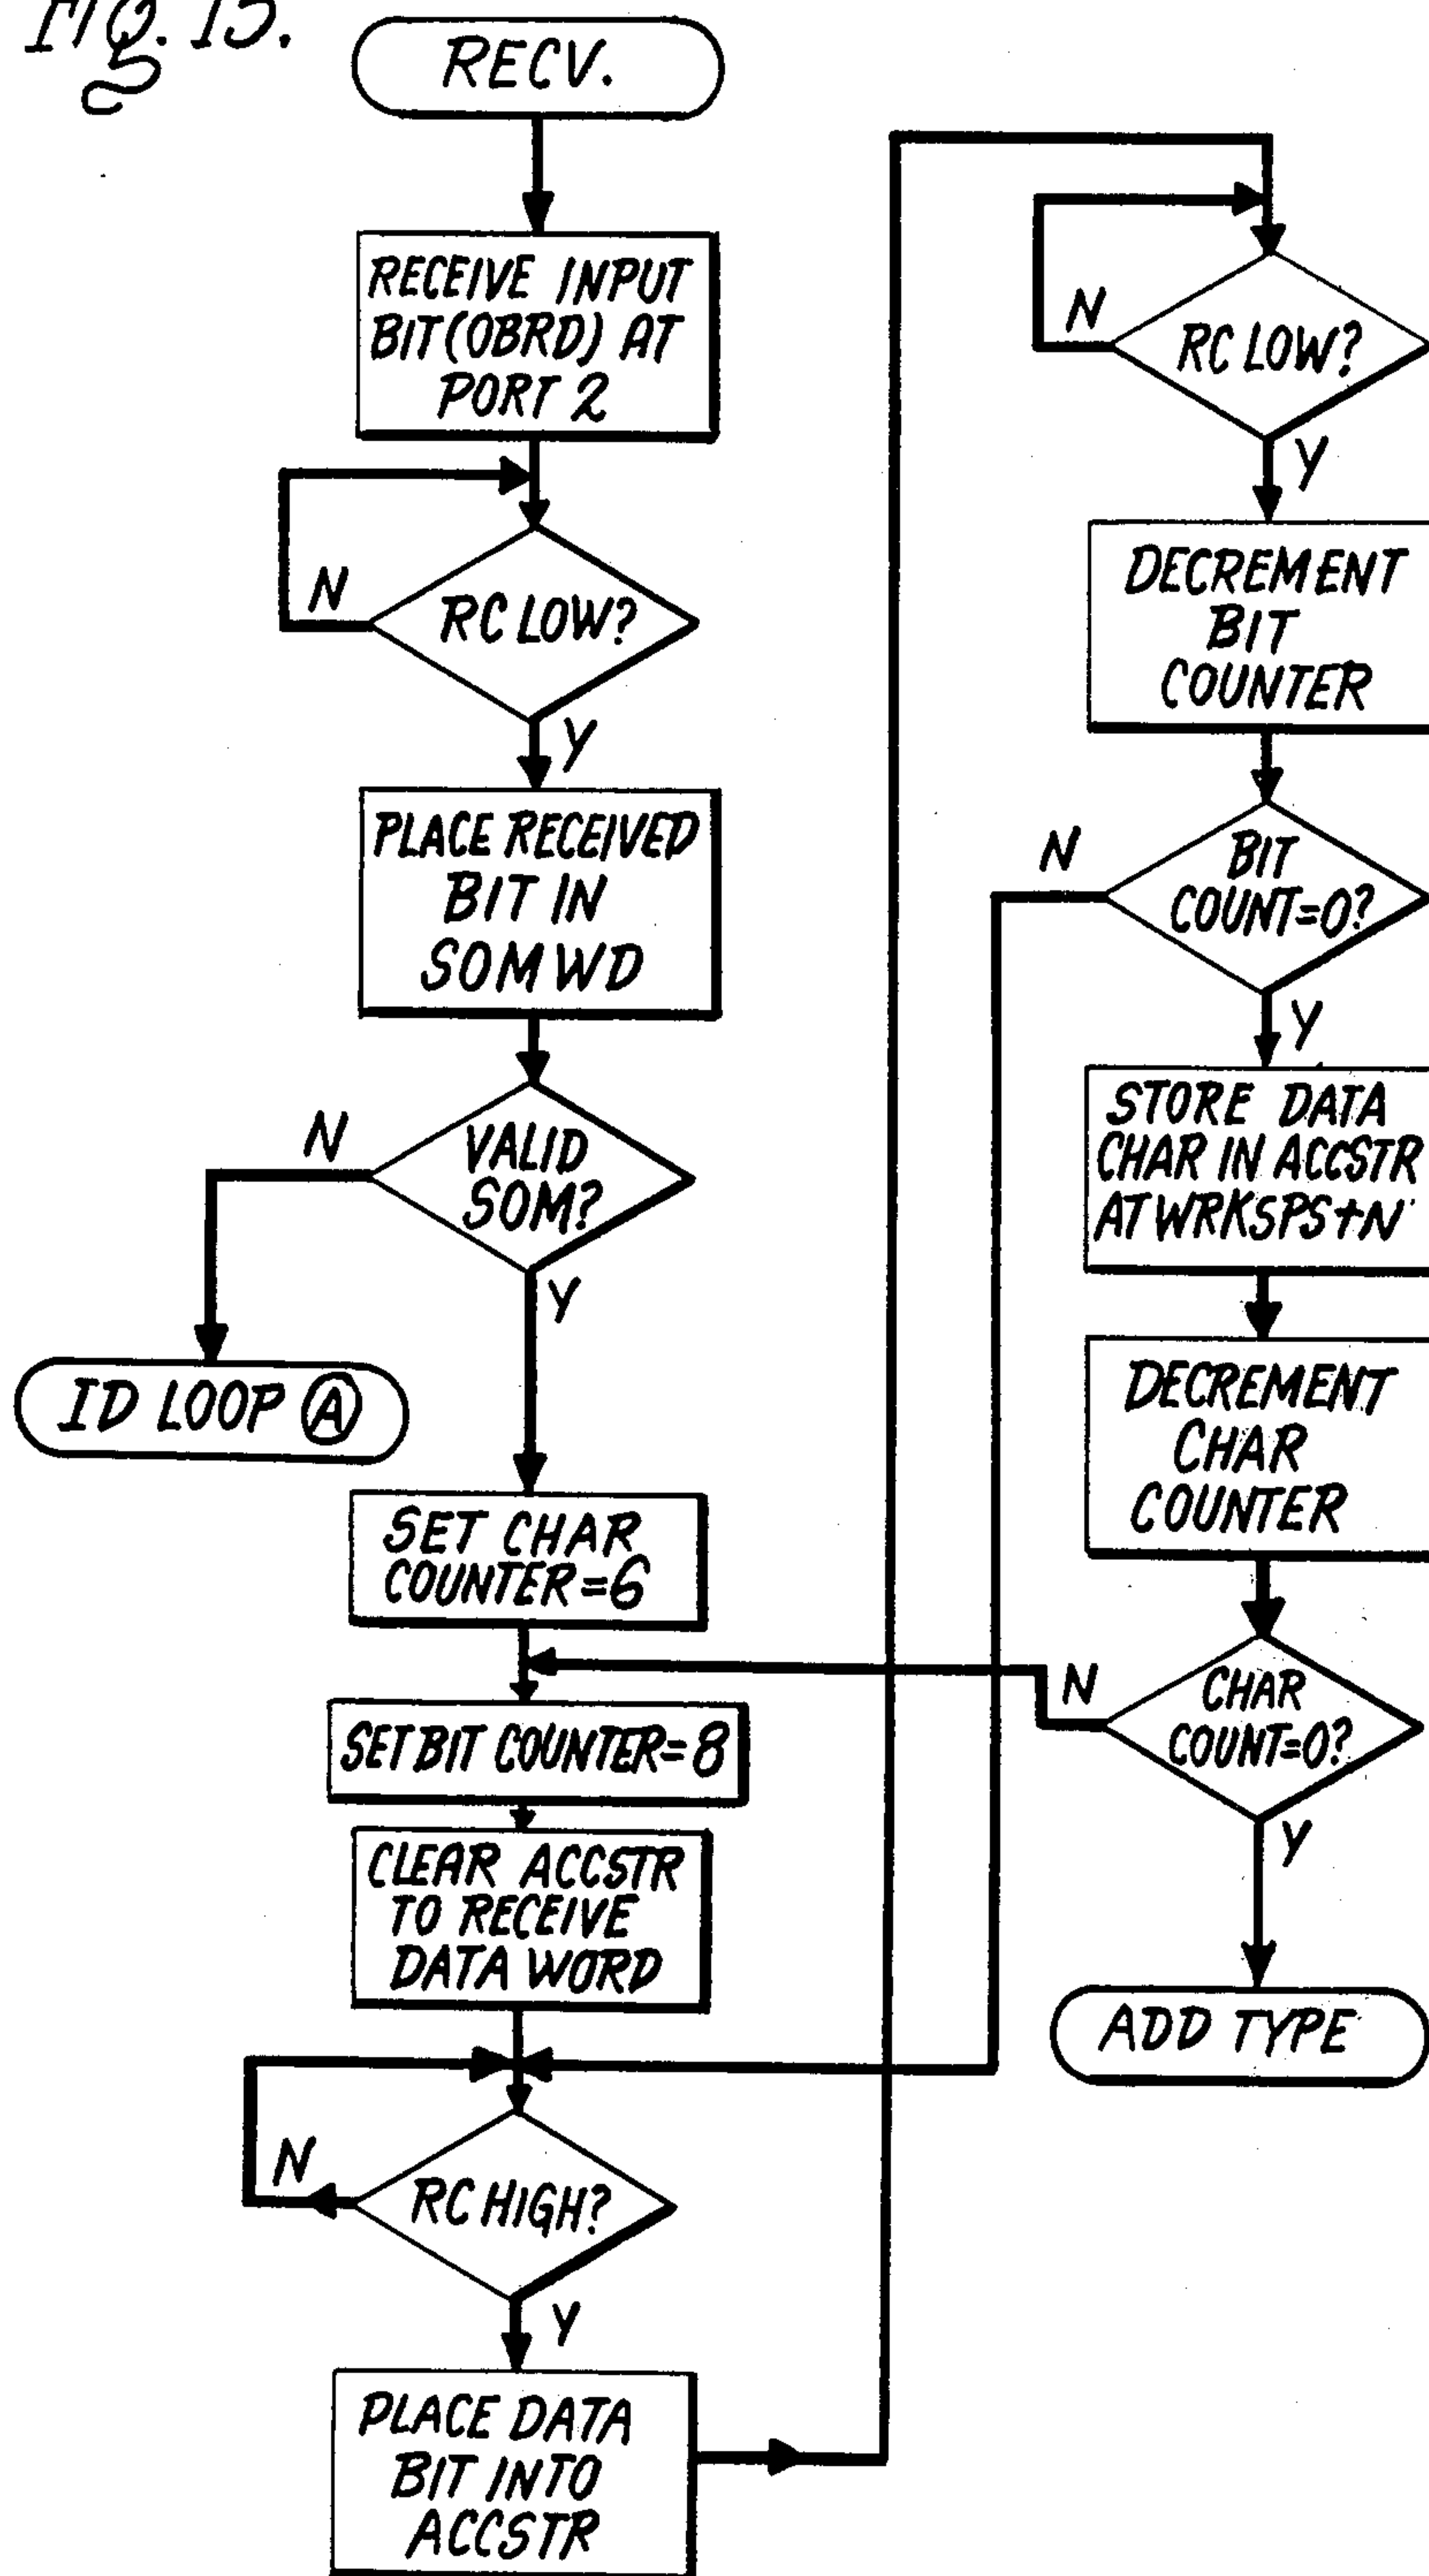 FIG. 15.
RECV.
RECEIVE INPUT
BIT(OBRD) AT
PORT 2
RC LOW?
N
Y
PLACE RECEIVED
BIT IN
SOMWD
VALID
SOM?
N
Y
ID LOOP A
SET CHAR
COUNTER=6
SET BIT COUNTER=8
CLEAR ACCSTR
TO RECEIVE
DATA WORD
RC HIGH?
N
Y
PLACE DATA
BIT INTO
ACCSTR
RC LOW?
N
Y
DECREMENT
BIT
COUNTER
BIT
COUNT=0?
N
Y
STORE DATA
CHAR IN ACCSTR
AT WRKSPS+N
DECREMENT
CHAR
COUNTER
CHAR
COUNT=0?
N
Y
ADD TYPE